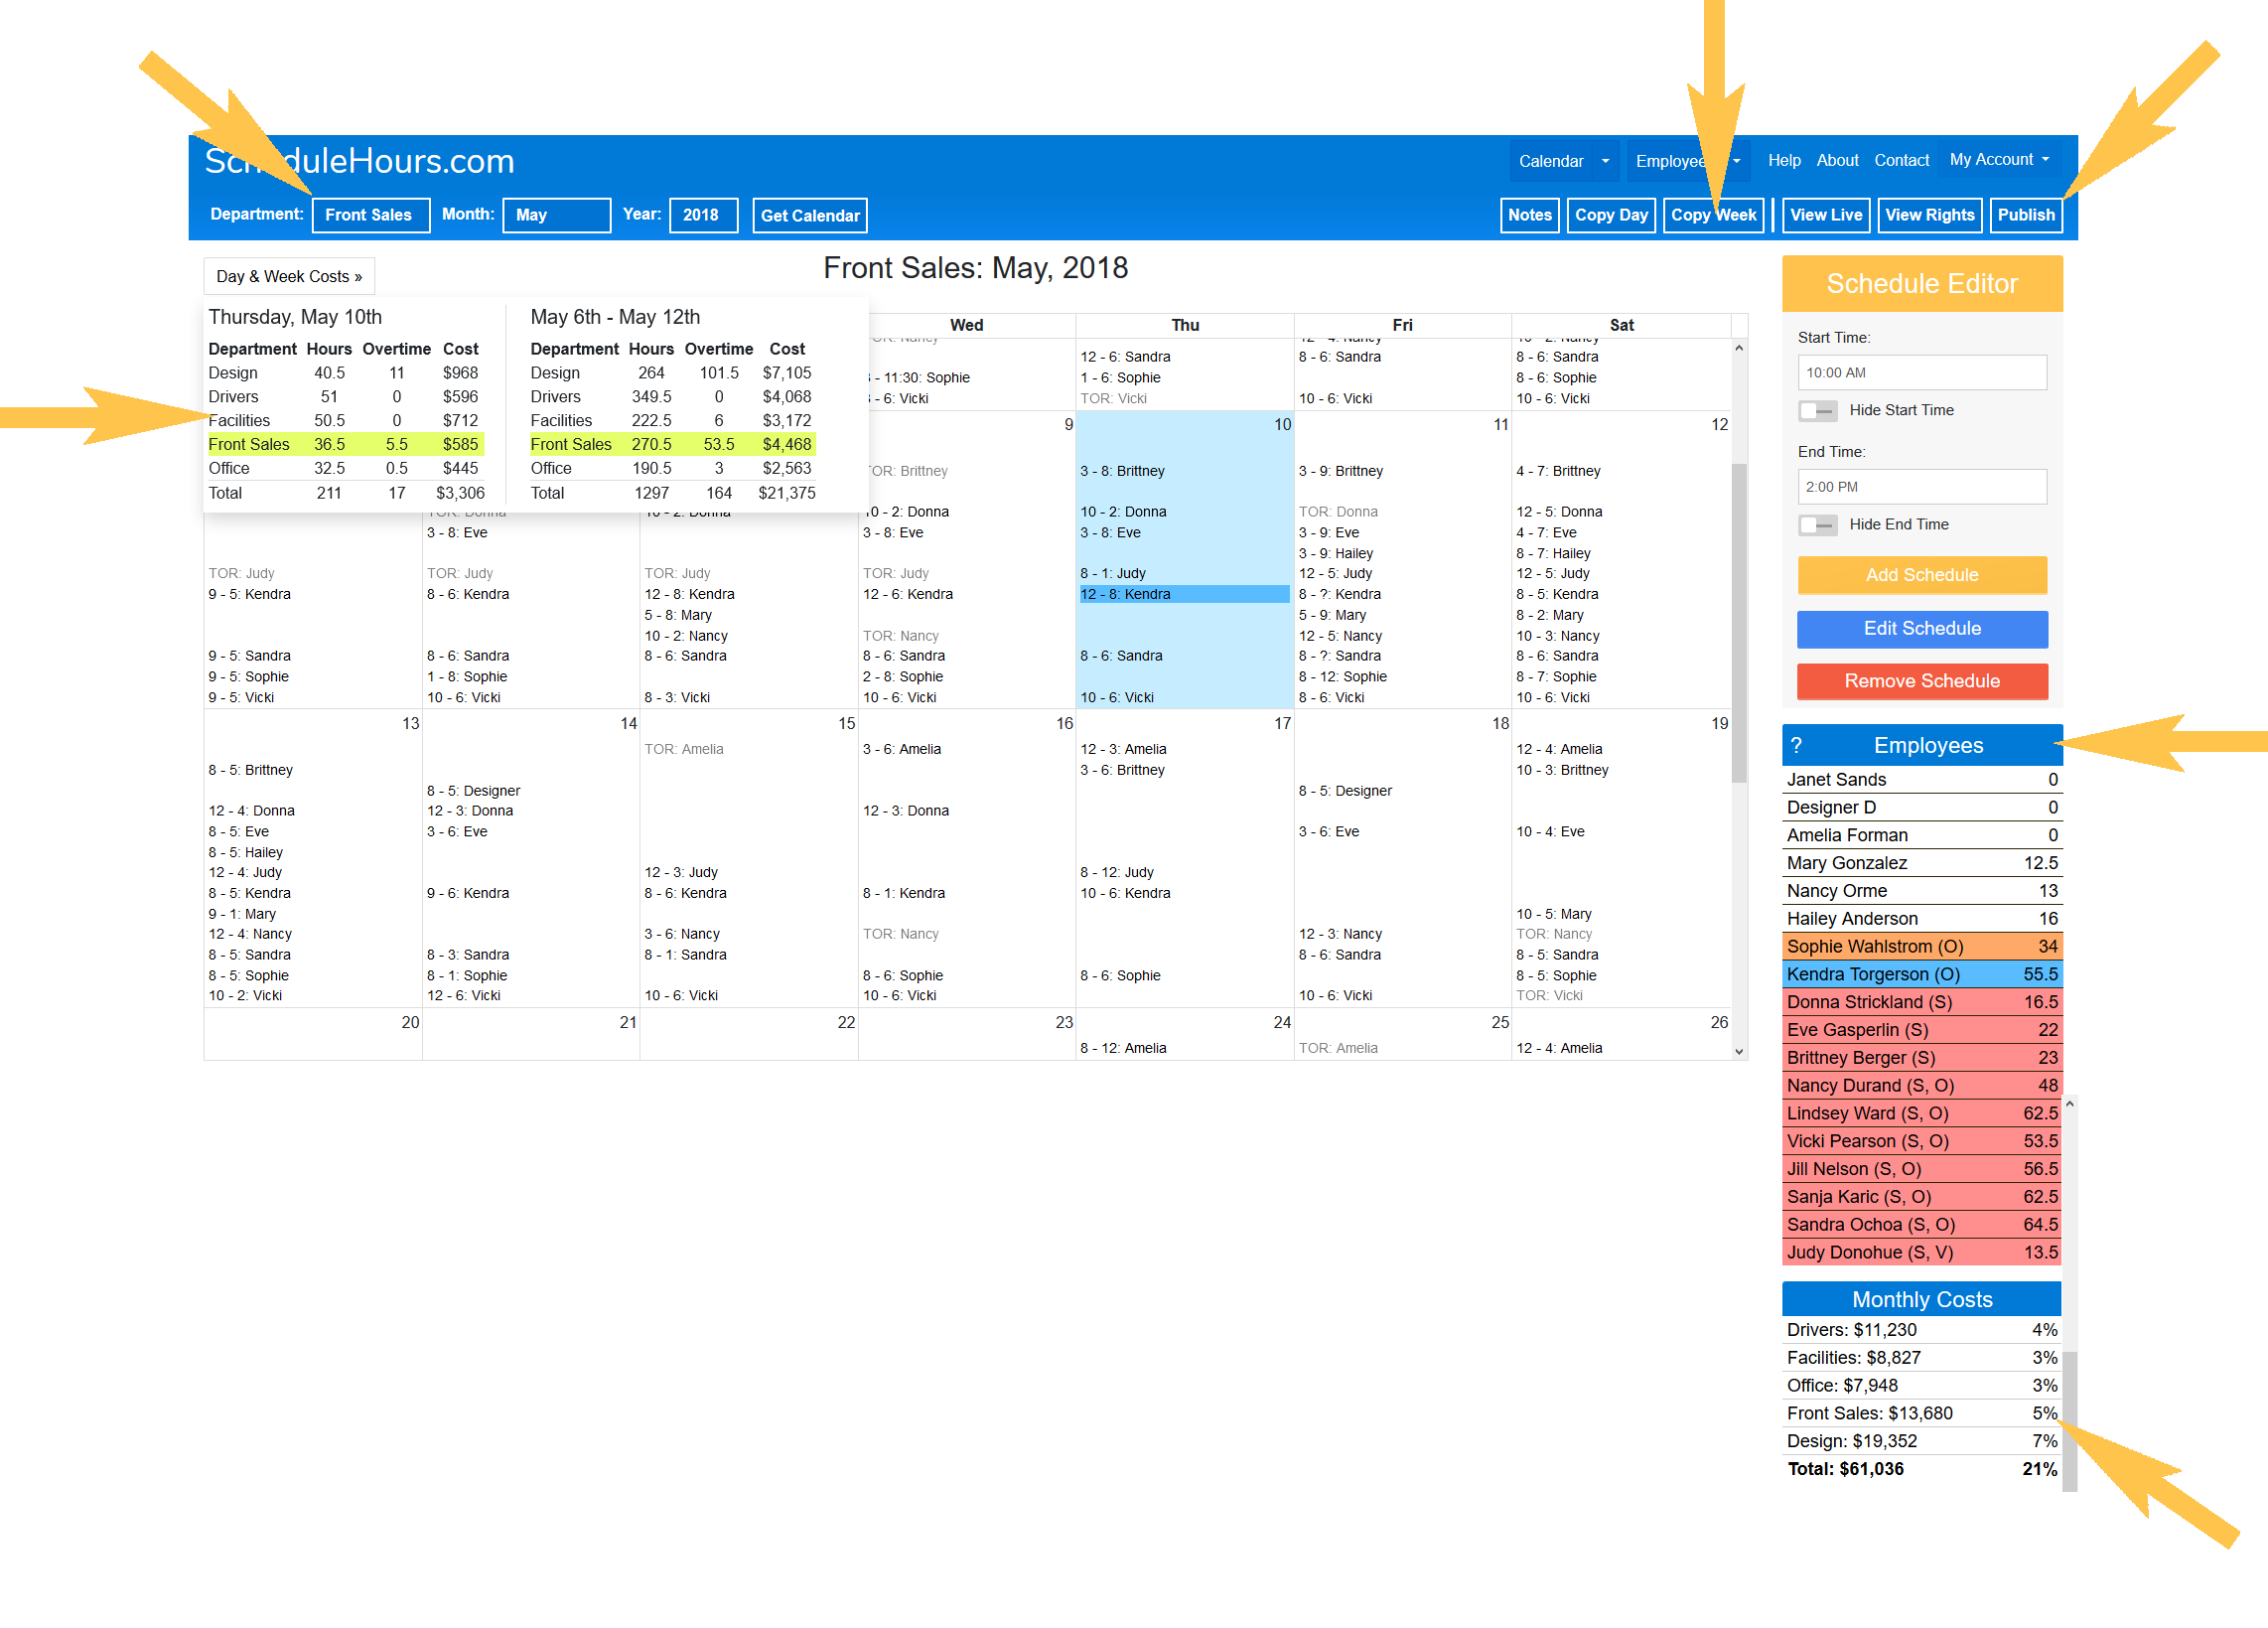 ScheduleHours.com
Calendar Employee Help About Contact My Account
Department: Front Sales Month: May Year: 2018 Get Calendar Notes Copy Day Copy Week View Live View Rights Publish
Day & Week Costs »
Front Sales: May, 2018
Thursday, May 10th
Department Hours Overtime Cost
Design 40.5 11 $968
Drivers 51 0 $596
Facilities 50.5 0 $712
Front Sales 36.5 5.5 $585
Office 32.5 0.5 $445
Total 211 17 $3,306
May 6th - May 12th
Department Hours Overtime Cost
Design 264 101.5 $7,105
Drivers 349.5 0 $4,068
Facilities 222.5 6 $3,172
Front Sales 270.5 53.5 $4,468
Office 190.5 3 $2,563
Total 1297 164 $21,375
Wed Thu Fri Sat
12 - 6: Sandra 8 - 6: Sandra 8 - 6: Sandra
- 11:30: Sophie 1 - 6: Sophie 8 - 6: Sophie
- 6: Vicki TOR: Vicki 10 - 6: Vicki 10 - 6: Vicki
9 10 11 12
TOR: Brittney 3 - 8: Brittney 3 - 9: Brittney 4 - 7: Brittney
TOR: Donna 10 - 2: Donna 10 - 2: Donna 10 - 2: Donna TOR: Donna 12 - 5: Donna
3 - 8: Eve 3 - 8: Eve 3 - 8: Eve 3 - 9: Eve 4 - 7: Eve
3 - 9: Hailey 8 - 7: Hailey
TOR: Judy TOR: Judy TOR: Judy TOR: Judy 8 - 1: Judy 12 - 5: Judy 12 - 5: Judy
9 - 5: Kendra 8 - 6: Kendra 12 - 8: Kendra 12 - 6: Kendra 12 - 8: Kendra 8 - ?: Kendra 8 - 5: Kendra
5 - 8: Mary 5 - 9: Mary 8 - 2: Mary
10 - 2: Nancy TOR: Nancy 12 - 5: Nancy 10 - 3: Nancy
9 - 5: Sandra 8 - 6: Sandra 8 - 6: Sandra 8 - 6: Sandra 8 - 6: Sandra 8 - ?: Sandra 8 - 6: Sandra
9 - 5: Sophie 1 - 8: Sophie 2 - 8: Sophie 8 - 12: Sophie 8 - 7: Sophie
9 - 5: Vicki 10 - 6: Vicki 8 - 3: Vicki 10 - 6: Vicki 10 - 6: Vicki 8 - 6: Vicki 10 - 6: Vicki
13 14 15 16 17 18 19
TOR: Amelia 3 - 6: Amelia 12 - 3: Amelia 12 - 4: Amelia
8 - 5: Brittney 3 - 6: Brittney 10 - 3: Brittney
8 - 5: Designer 8 - 5: Designer
12 - 4: Donna 12 - 3: Donna 12 - 3: Donna
8 - 5: Eve 3 - 6: Eve 3 - 6: Eve 10 - 4: Eve
8 - 5: Hailey
12 - 4: Judy 12 - 3: Judy 8 - 12: Judy
8 - 5: Kendra 9 - 6: Kendra 8 - 6: Kendra 8 - 1: Kendra 10 - 6: Kendra
9 - 1: Mary 10 - 5: Mary
12 - 4: Nancy 3 - 6: Nancy TOR: Nancy 12 - 3: Nancy TOR: Nancy
8 - 5: Sandra 8 - 3: Sandra 8 - 1: Sandra 8 - 6: Sandra 8 - 5: Sandra
8 - 5: Sophie 8 - 1: Sophie 8 - 6: Sophie 8 - 6: Sophie 8 - 5: Sophie
10 - 2: Vicki 12 - 6: Vicki 10 - 6: Vicki 10 - 6: Vicki 10 - 6: Vicki TOR: Vicki
20 21 22 23 24 25 26
8 - 12: Amelia TOR: Amelia 12 - 4: Amelia
Schedule Editor
Start Time:
10:00 AM
Hide Start Time
End Time:
2:00 PM
Hide End Time
Add Schedule
Edit Schedule
Remove Schedule
? Employees
Janet Sands 0
Designer D 0
Amelia Forman 0
Mary Gonzalez 12.5
Nancy Orme 13
Hailey Anderson 16
Sophie Wahlstrom (O) 34
Kendra Torgerson (O) 55.5
Donna Strickland (S) 16.5
Eve Gasperlin (S) 22
Brittney Berger (S) 23
Nancy Durand (S, O) 48
Lindsey Ward (S, O) 62.5
Vicki Pearson (S, O) 53.5
Jill Nelson (S, O) 56.5
Sanja Karic (S, O) 62.5
Sandra Ochoa (S, O) 64.5
Judy Donohue (S, V) 13.5
Monthly Costs
Drivers: $11,230 4%
Facilities: $8,827 3%
Office: $7,948 3%
Front Sales: $13,680 5%
Design: $19,352 7%
Total: $61,036 21%